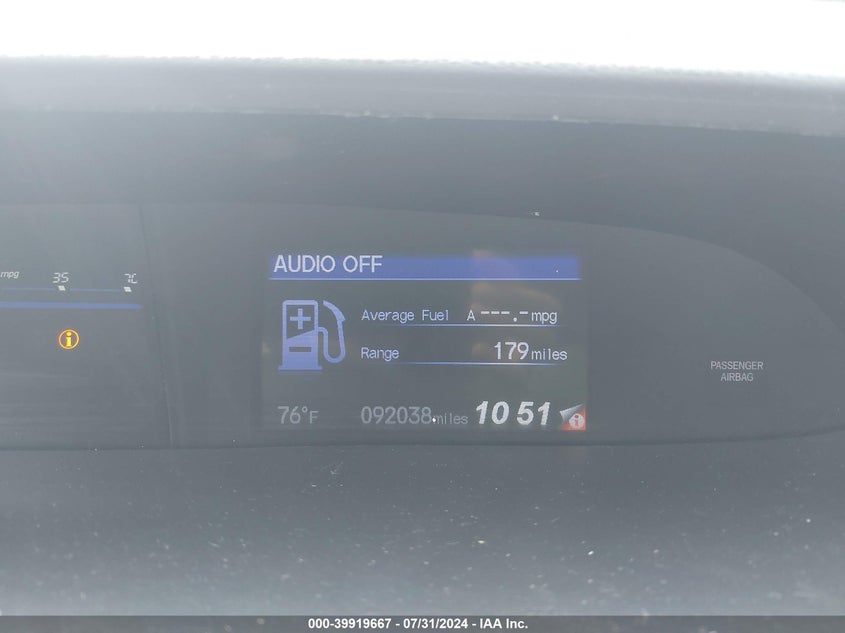 mpg 35 70
AUDIO OFF
Average Fuel A ---.- mpg
Range 179 miles
PASSENGER
AIRBAG
76°F 092038 miles 10 51
000-39919667 - 07/31/2024 - IAA Inc.